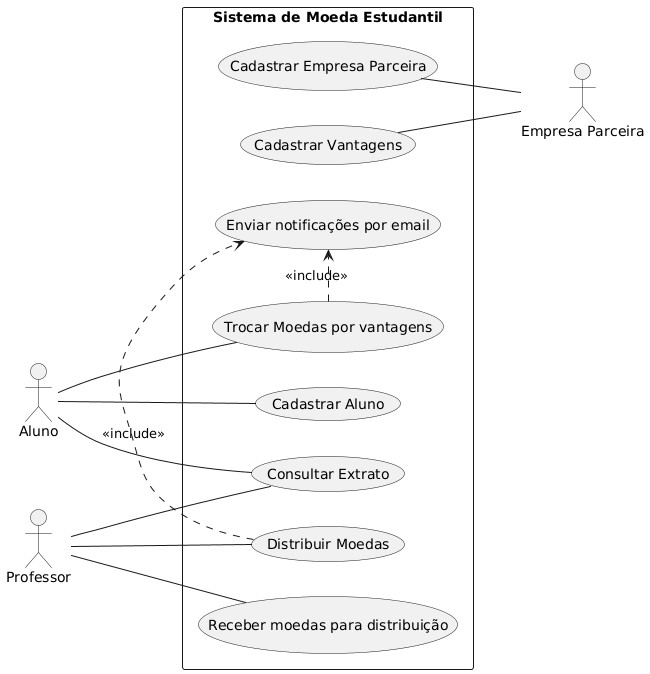 Sistema de Moeda Estudantil
Cadastrar Empresa Parceira
Empresa Parceira
Cadastrar Vantagens
Enviar notificações por email
«include»
Trocar Moedas por vantagens
Cadastrar Aluno
Aluno
«include»
Consultar Extrato
Distribuir Moedas
Professor
Receber moedas para distribuição